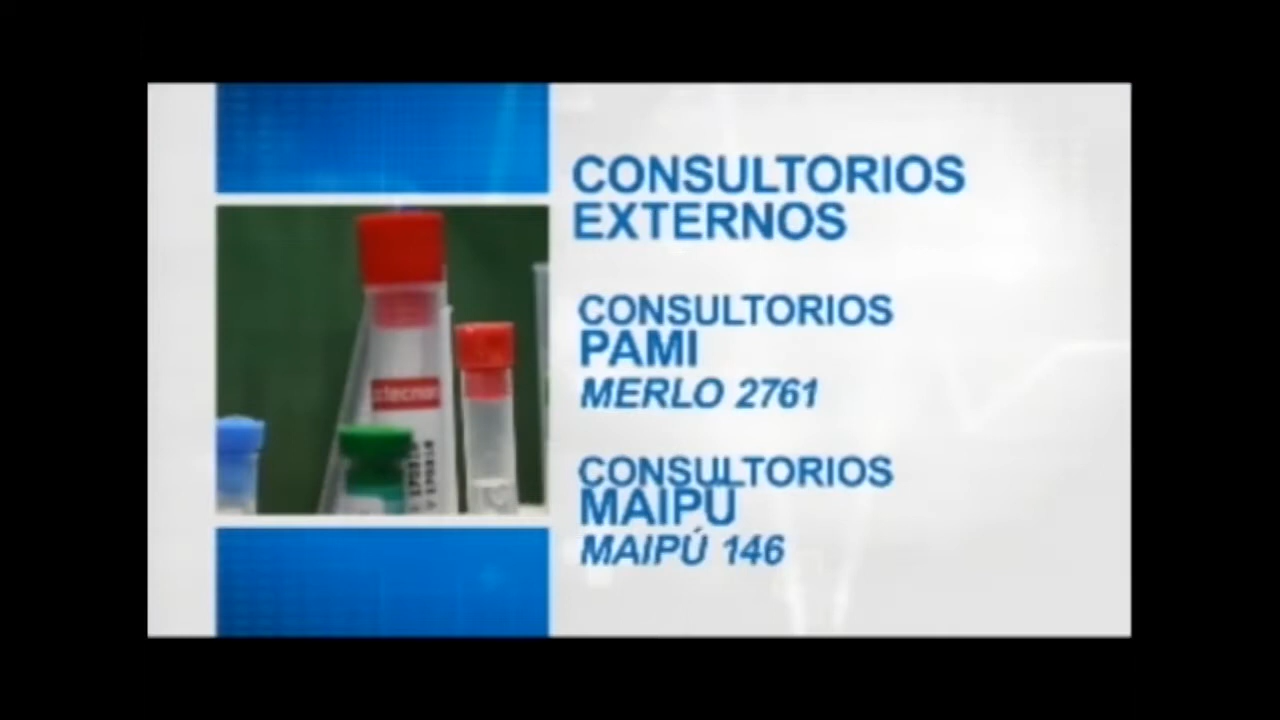 CONSULTORIOS
EXTERNOS
CONSULTORIOS
PAMI
MERLO 2761
CONSULTORIOS
MAIPÚ
MAIPÚ 146